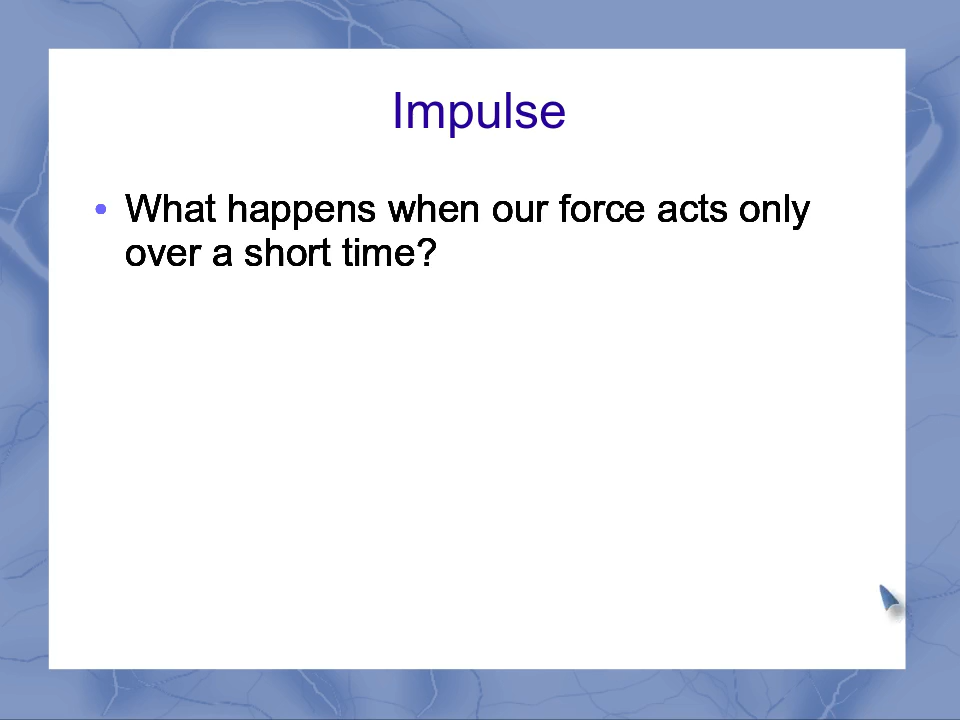 Impulse
• What happens when our force acts only
over a short time?